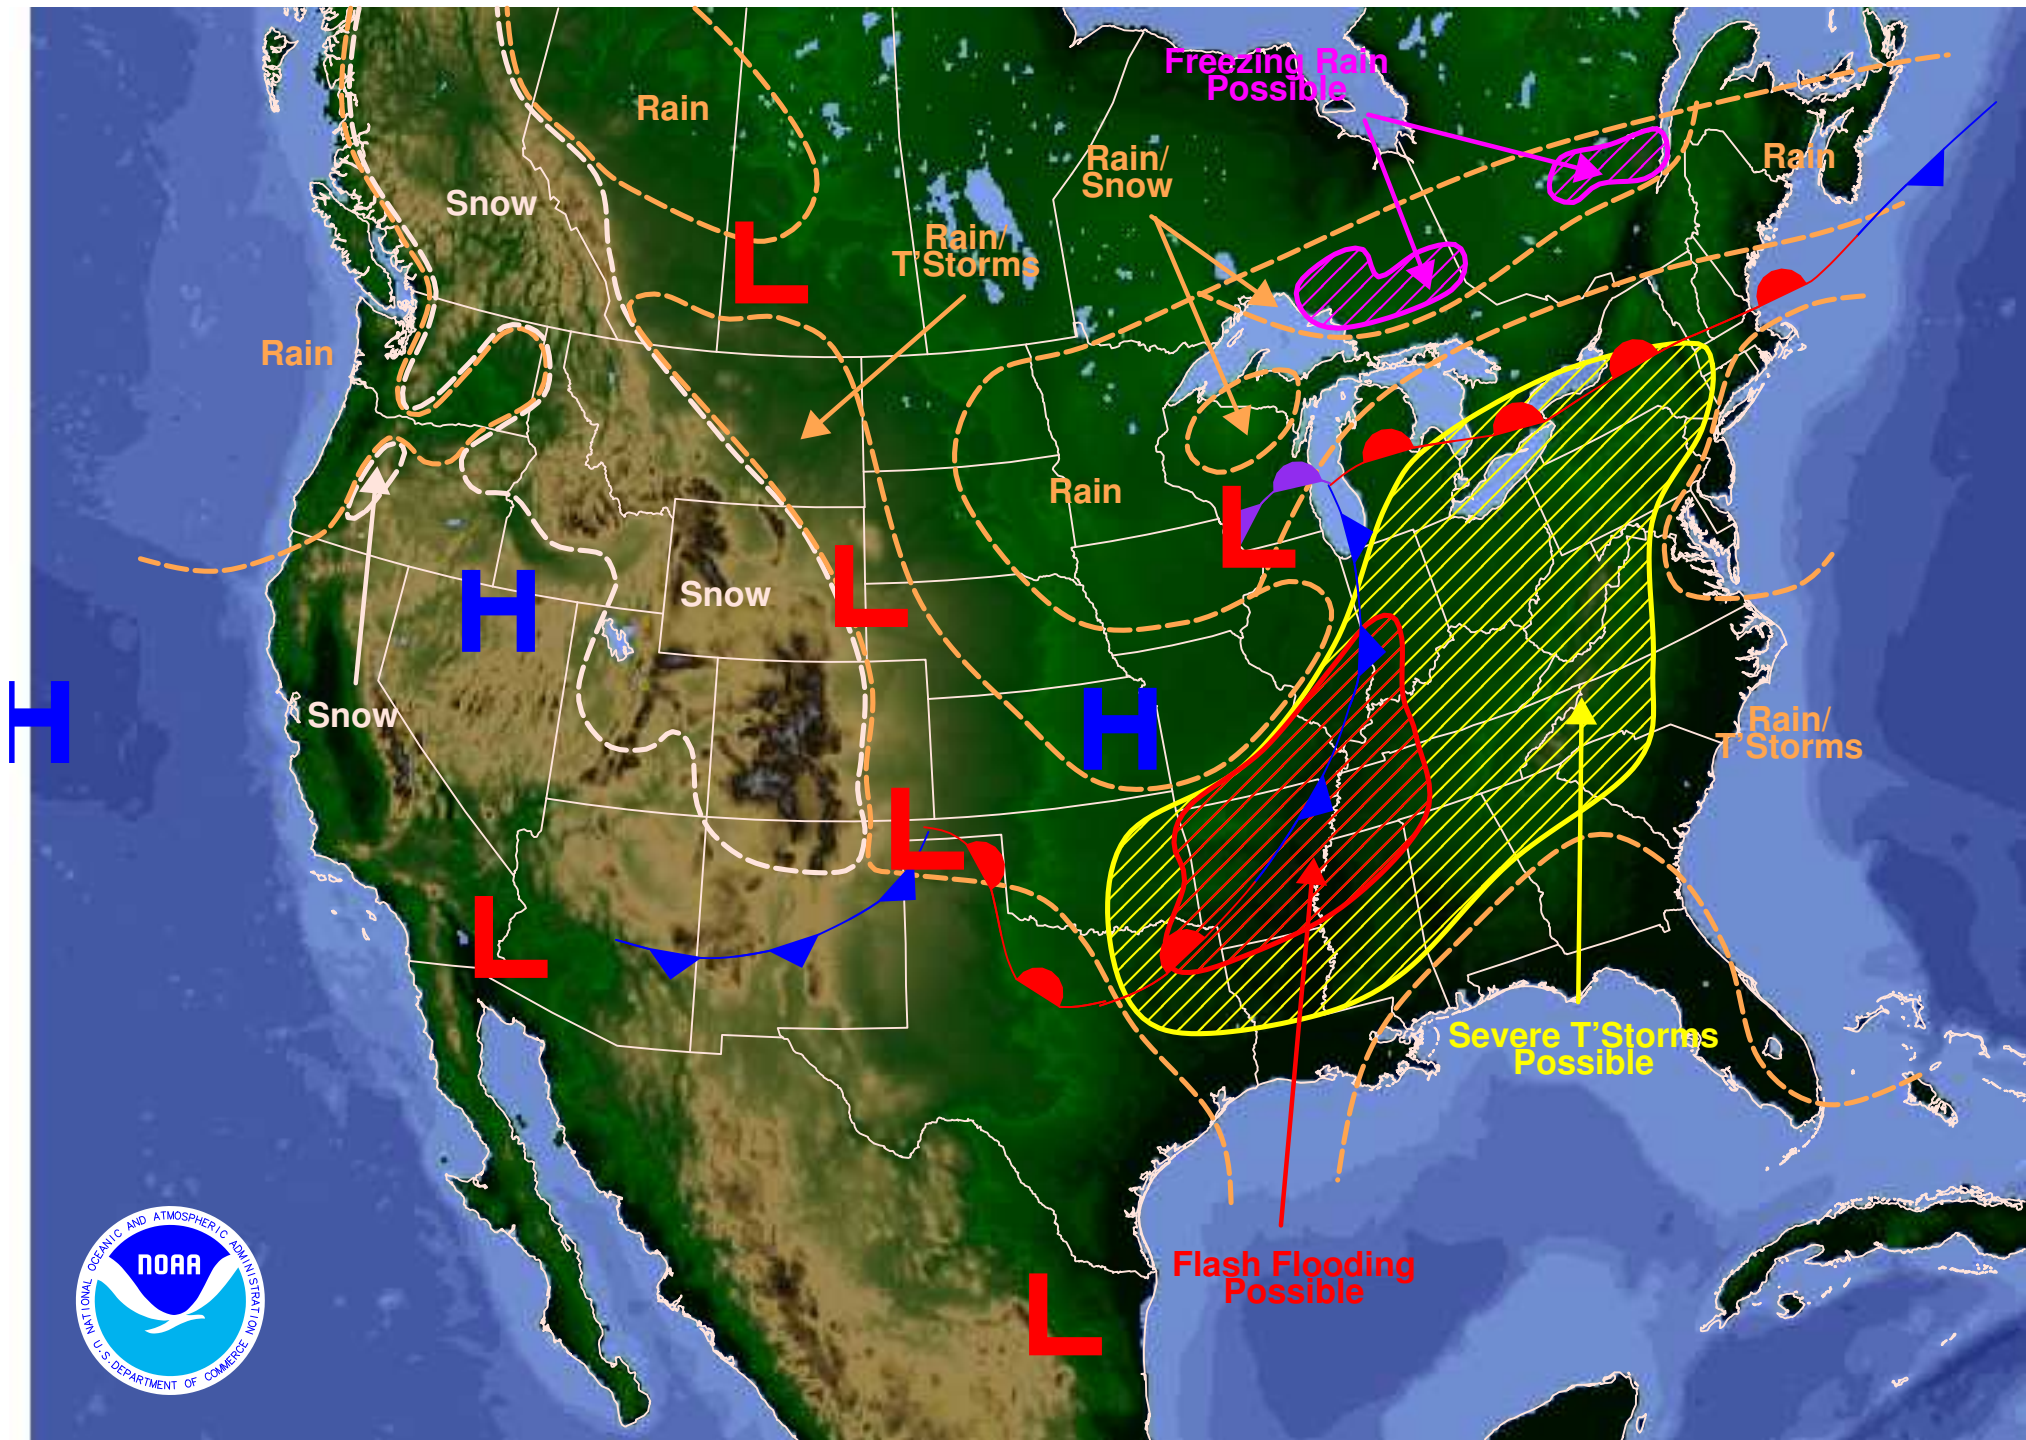 Freezing Rain
Possible
Rain
Rain/
Snow
Rain
Snow
Rain/
T'Storms
Rain
Rain
L
L
Snow
L
H
H
Snow
H
Rain/
T'Storms
L
L
Severe T'Storms
Possible
Flash Flooding
Possible
L
NATIONAL OCEANIC AND ATMOSPHERIC ADMINISTRATION
NOAA
U.S. DEPARTMENT OF COMMERCE